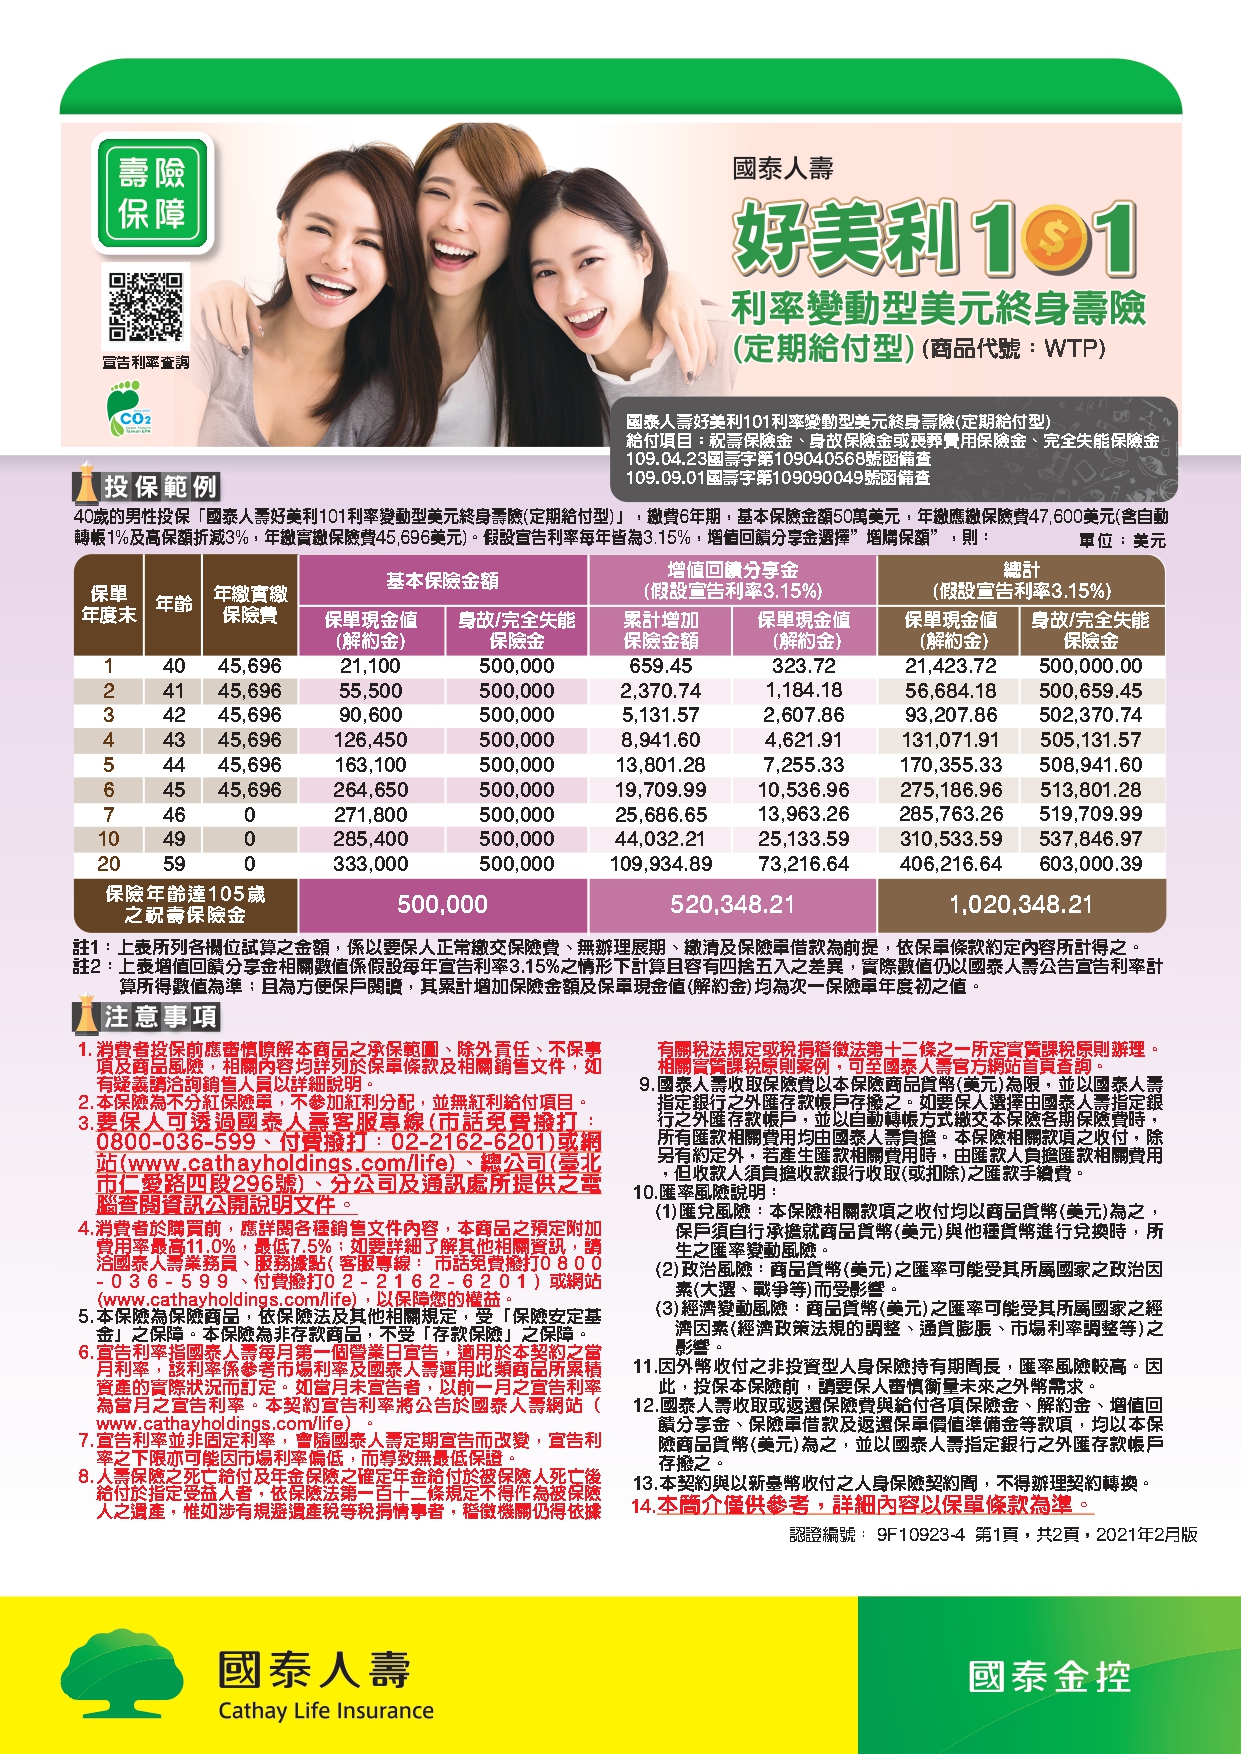 壽險
保障
宣告利率查詢
CO2
國泰人壽
好美利101
利率變動型美元終身壽險
(定期給付型)(商品代號：WTP)
國泰人壽好美利101利率變動型美元終身壽險(定期給付型)
給付項目：祝壽保險金、身故保險金或喪葬費用保險金、完全失能保險金
109.04.23國壽字第109040568號函備查
109.09.01國壽字第109090049號函備查
投保範例
40歲的男性投保「國泰人壽好美利101利率變動型美元終身壽險(定期給付型)」，繳費6年期，基本保險金額50萬美元，年繳應繳保險費47,600美元(含自動
轉帳1%及高保額折減3%，年繳實繳保險費45,696美元)。假設宣告利率每年皆為3.15%，增值回饋分享金選擇”增購保額”，則：
單位：美元
保單年度末 年齡 年繳實繳保險費 基本保險金額 增值回饋分享金(假設宣告利率3.15%) 總計(假設宣告利率3.15%)
保單現金值(解約金) 身故/完全失能保險金 累計增加保險金額 保單現金值(解約金) 保單現金值(解約金) 身故/完全失能保險金
1 40 45,696 21,100 500,000 659.45 323.72 21,423.72 500,000.00
2 41 45,696 55,500 500,000 2,370.74 1,184.18 56,684.18 500,659.45
3 42 45,696 90,600 500,000 5,131.57 2,607.86 93,207.86 502,370.74
4 43 45,696 126,450 500,000 8,941.60 4,621.91 131,071.91 505,131.57
5 44 45,696 163,100 500,000 13,801.28 7,255.33 170,355.33 508,941.60
6 45 45,696 264,650 500,000 19,709.99 10,536.96 275,186.96 513,801.28
7 46 0 271,800 500,000 25,686.65 13,963.26 285,763.26 519,709.99
10 49 0 285,400 500,000 44,032.21 25,133.59 310,533.59 537,846.97
20 59 0 333,000 500,000 109,934.89 73,216.64 406,216.64 603,000.39
保險年齡達105歲之祝壽保險金 500,000 520,348.21 1,020,348.21
註1：上表所列各欄位試算之金額，係以要保人正常繳交保險費、無辦理展期、繳清及保險單借款為前提，依保單條款約定內容所計得之。
註2：上表增值回饋分享金相關數值係假設每年宣告利率3.15%之情形下計算且容有四捨五入之差異，實際數值仍以國泰人壽公告宣告利率計
算所得數值為準；且為方便保戶閱讀，其累計增加保險金額及保單現金值(解約金)均為次一保險單年度初之值。
注意事項
1.消費者投保前應審慎瞭解本商品之承保範圍、除外責任、不保事
項及商品風險，相關內容均詳列於保單條款及相關銷售文件，如
有疑義請洽詢銷售人員以詳細說明。
2.本保險為不分紅保險單，不參加紅利分配，並無紅利給付項目。
3.要保人可透過國泰人壽客服專線(市話免費撥打：
0800-036-599、付費撥打：02-2162-6201)或網
站(www.cathayholdings.com/life)、總公司(臺北
市仁愛路四段296號)、分公司及通訊處所提供之電
腦查閱資訊公開說明文件。
4.消費者於購買前，應詳閱各種銷售文件內容，本商品之預定附加
費用率最高11.0%，最低7.5%；如要詳細了解其他相關資訊，請
洽國泰人壽業務員、服務據點(客服專線：市話免費撥打0800
-036-599、付費撥打02-2162-6201)或網站
(www.cathayholdings.com/life)，以保障您的權益。
5.本保險為保險商品，依保險法及其他相關規定，受「保險安定基
金」之保障。本保險為非存款商品，不受「存款保險」之保障。
6.宣告利率指國泰人壽每月第一個營業日宣告，適用於本契約之當
月利率，該利率係參考市場利率及國泰人壽運用此類商品所累積
資產的實際狀況而訂定。如當月未宣告者，以前一月之宣告利率
為當月之宣告利率。本契約宣告利率將公告於國泰人壽網站（
www.cathayholdings.com/life）。
7.宣告利率並非固定利率，會隨國泰人壽定期宣告而改變，宣告利
率之下限亦可能因市場利率偏低，而導致無最低保證。
8.人壽保險之死亡給付及年金保險之確定年金給付於被保險人死亡後
給付於指定受益人者，依保險法第一百十二條規定不得作為被保險
人之遺產，惟如涉有規避遺產稅等稅捐情事者，稽徵機關仍得依據
有關稅法規定或稅捐稽徵法第十二條之一所定實質課稅原則辦理。
相關實質課稅原則案例，可至國泰人壽官方網站首頁查詢。
9.國泰人壽收取保險費以本保險商品貨幣(美元)為限，並以國泰人壽
指定銀行之外匯存款帳戶存撥之。如要保人選擇由國泰人壽指定銀
行之外匯存款帳戶，並以自動轉帳方式繳交本保險各期保險費時，
所有匯款相關費用均由國泰人壽負擔。本保險相關款項之收付，除
另有約定外，若產生匯款相關費用時，由匯款人負擔匯款相關費用
，但收款人須負擔收款銀行收取(或扣除)之匯款手續費。
10.匯率風險說明：
(1)匯兌風險：本保險相關款項之收付均以商品貨幣(美元)為之，
保戶須自行承擔就商品貨幣(美元)與他種貨幣進行兌換時，所
生之匯率變動風險。
(2)政治風險：商品貨幣(美元)之匯率可能受其所屬國家之政治因
素(大選、戰爭等)而受影響。
(3)經濟變動風險：商品貨幣(美元)之匯率可能受其所屬國家之經
濟因素(經濟政策法規的調整、通貨膨脹、市場利率調整等)之
影響。
11.因外幣收付之非投資型人身保險持有期間長，匯率風險較高。因
此，投保本保險前，請要保人審慎衡量未來之外幣需求。
12.國泰人壽收取或返還保險費與給付各項保險金、解約金、增值回
饋分享金、保險單借款及返還保單價值準備金等款項，均以本保
險商品貨幣(美元)為之，並以國泰人壽指定銀行之外匯存款帳戶
存撥之。
13.本契約與以新臺幣收付之人身保險契約間，不得辦理契約轉換。
14.本簡介僅供參考，詳細內容以保單條款為準。
認證編號：9F10923-4 第1頁，共2頁，2021年2月版
國泰人壽
Cathay Life Insurance
國泰金控